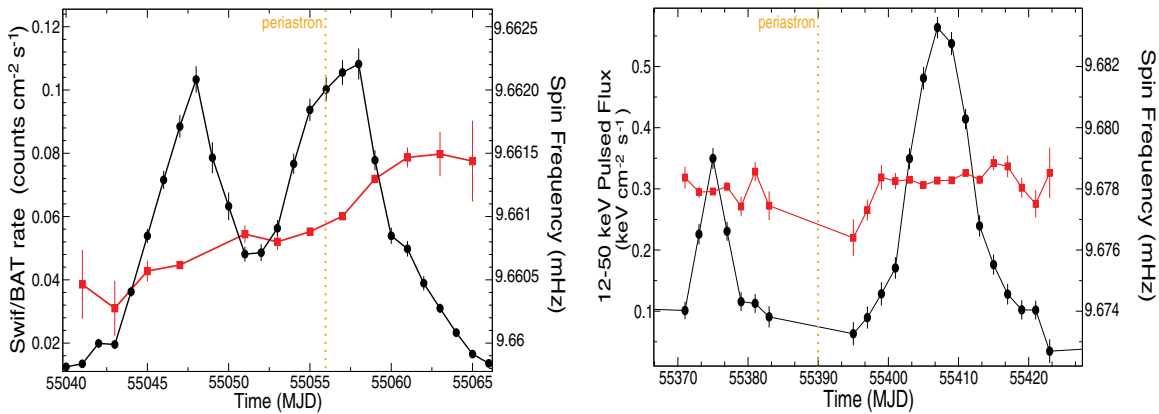 periastron
0.12
0.1
0.08
0.06
0.04
0.02
Swif/BAT rate (counts cm-2 s-1)
9.6625
9.6620
9.6615
9.661
9.6605
9.66
Spin Frequency (mHz)
55040 55045 55050 55055 55060 55065
Time (MJD)
periastron
0.5
0.4
0.3
0.2
0.1
12-50 keV Pulsed Flux
(keV cm-2 s-1)
9.682
9.680
9.678
9.676
9.674
Spin Frequency (mHz)
55370 55380 55390 55400 55410 55420
Time (MJD)